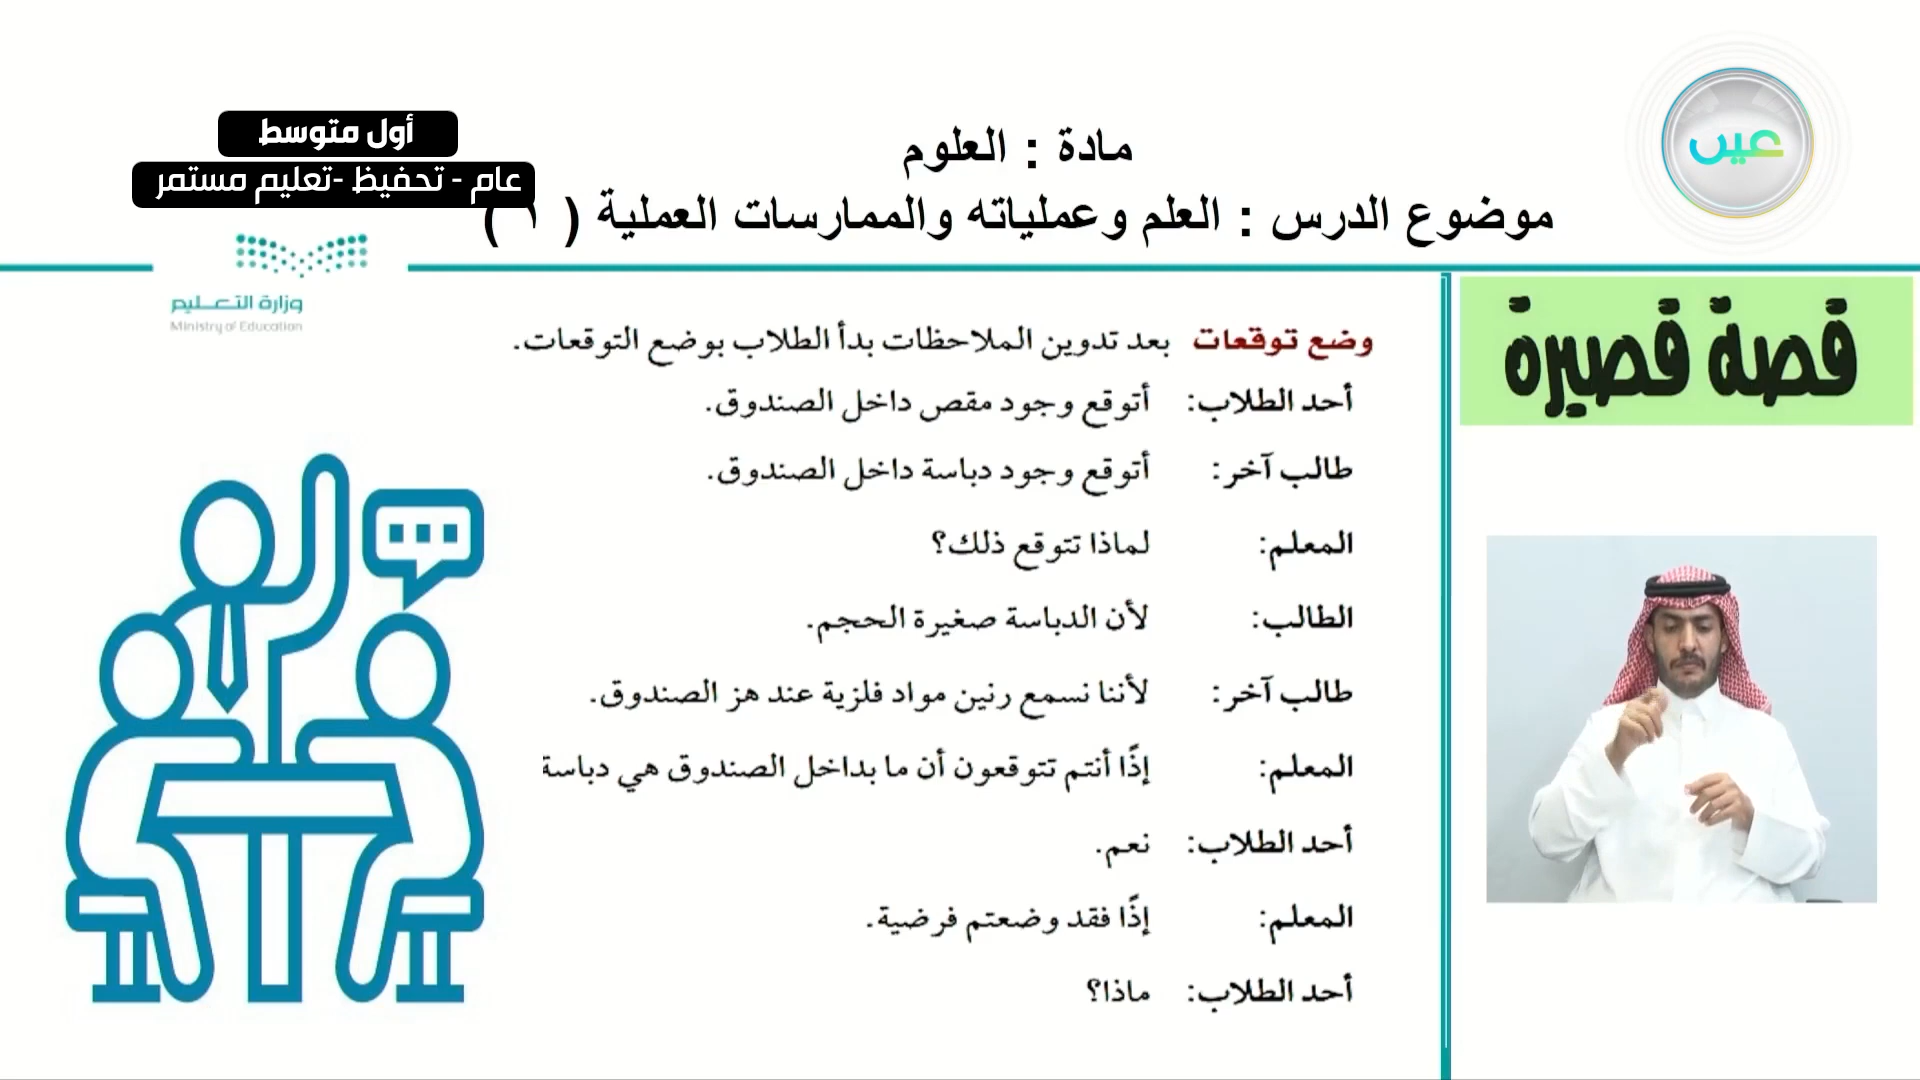 أول متوسط
عام - تحفيظ -تعليم مستمر
مادة : العلوم
موضوع الدرس : العلم وعملياته والممارسات العملية ( ١ )
عين
وزارة التعليم
Ministry of Education
قصة قصيرة
وضع توقعات بعد تدوين الملاحظات بدأ الطلاب بوضع التوقعات.
أحد الطلاب: أتوقع وجود مقص داخل الصندوق.
طالب آخر: أتوقع وجود دباسة داخل الصندوق.
المعلم: لماذا تتوقع ذلك؟
الطالب: لأن الدباسة صغيرة الحجم.
طالب آخر: لأننا نسمع رنين مواد فلزية عند هز الصندوق.
المعلم: إذًا أنتم تتوقعون أن ما بداخل الصندوق هي دباسة
أحد الطلاب: نعم.
المعلم: إذًا فقد وضعتم فرضية.
أحد الطلاب: ماذا؟